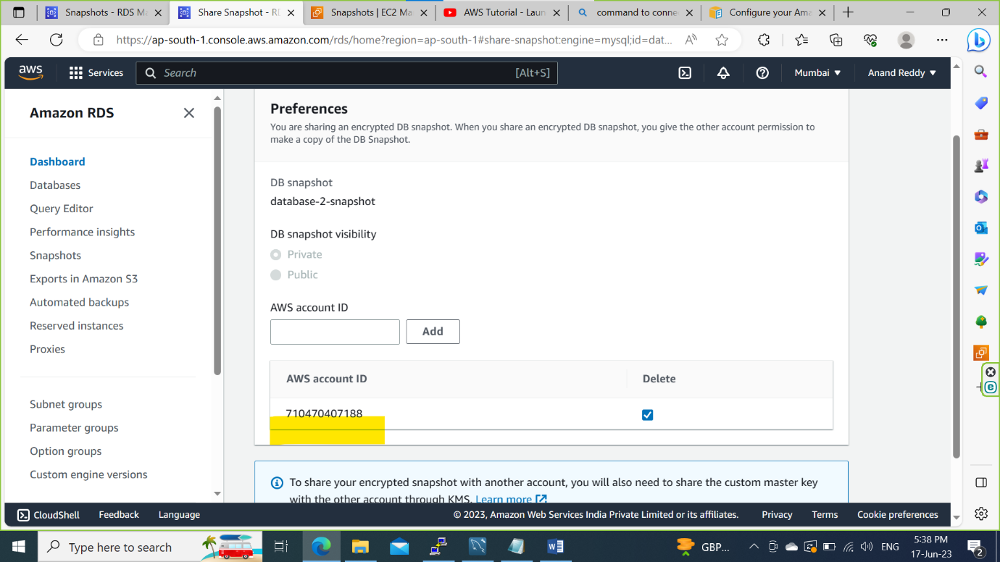 Snapshots - RDS Ma
Share Snapshot - RD
Snapshots | EC2 Ma
AWS Tutorial - Laun
command to conne
Configure your Ama
https://ap-south-1.console.aws.amazon.com/rds/home?region=ap-south-1#share-snapshot:engine=mysql;id=dat...
aws
Services
Search
[Alt+S]
Mumbai
Anand Reddy
Amazon RDS
Dashboard
Databases
Query Editor
Performance insights
Snapshots
Exports in Amazon S3
Automated backups
Reserved instances
Proxies
Subnet groups
Parameter groups
Option groups
Custom engine versions
Preferences
You are sharing an encrypted DB snapshot. When you share an encrypted DB snapshot, you give the other account permission to
make a copy of the DB Snapshot.
DB snapshot
database-2-snapshot
DB snapshot visibility
Private
Public
AWS account ID
Add
AWS account ID
Delete
710470407188
To share your encrypted snapshot with another account, you will also need to share the custom master key
with the other account through KMS. Learn more
CloudShell
Feedback
Language
© 2023, Amazon Web Services India Private Limited or its affiliates.
Privacy
Terms
Cookie preferences
Type here to search
GBP...
ENG
5:38 PM
17-Jun-23
2